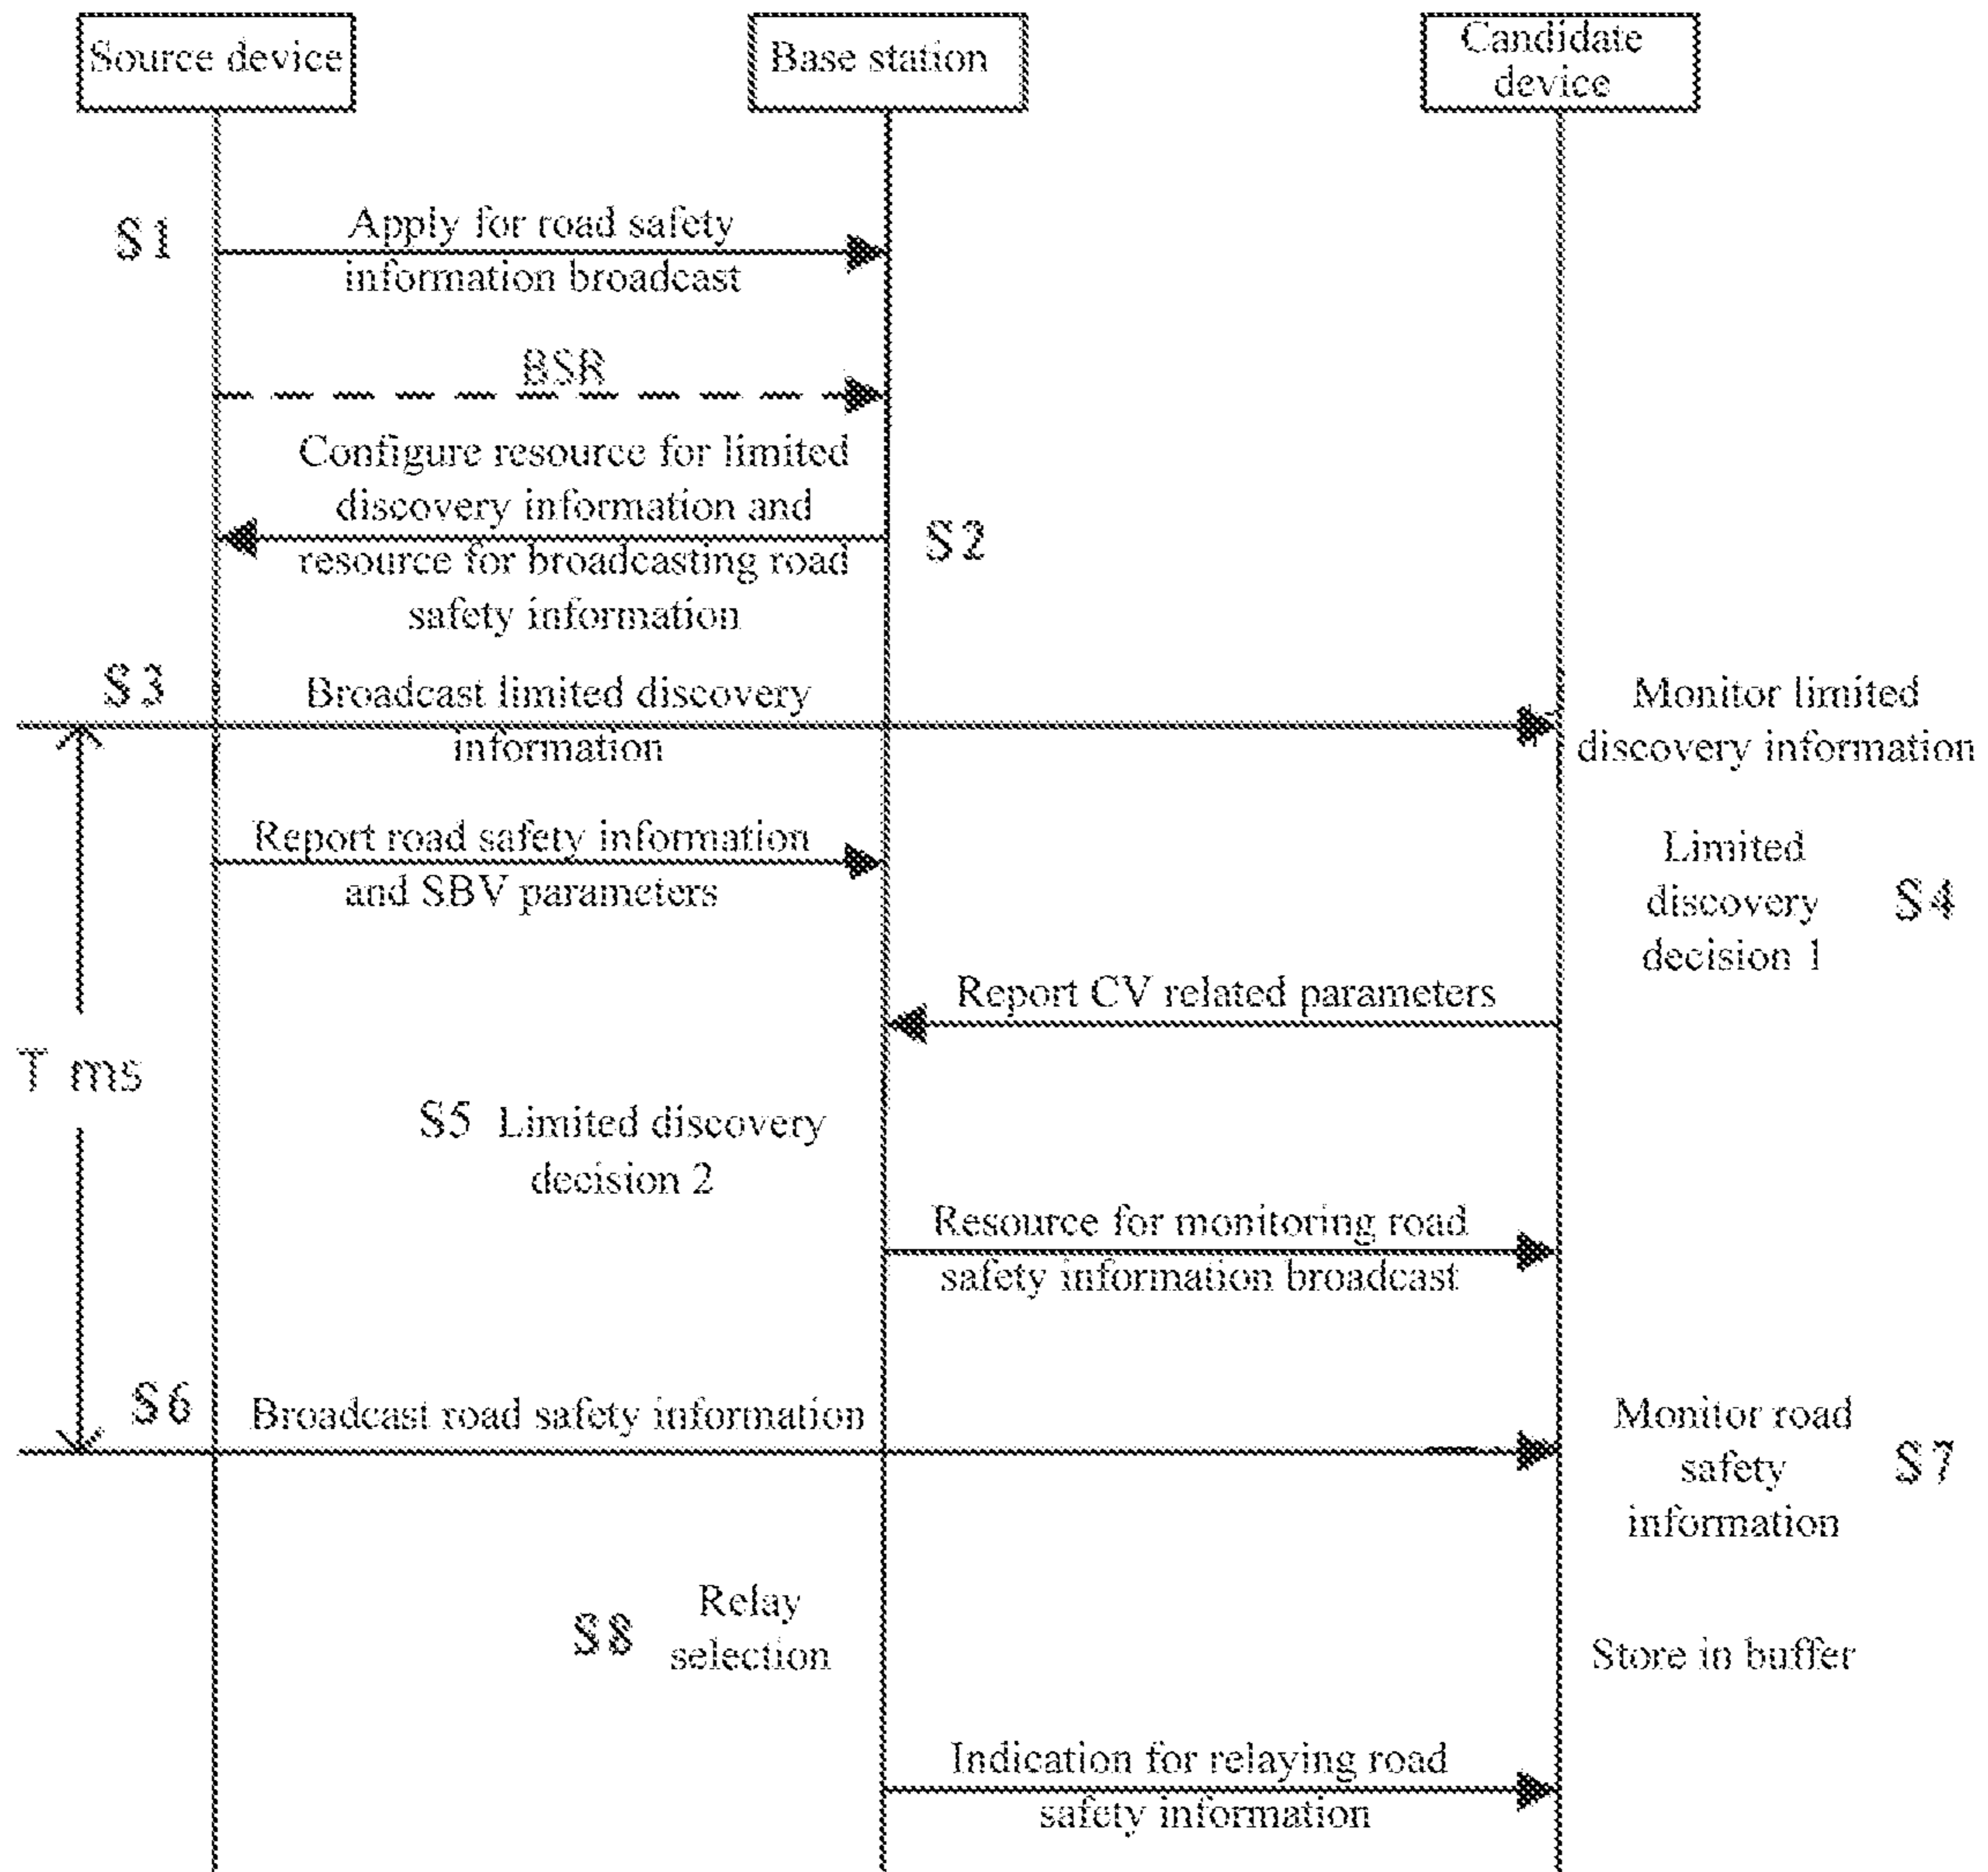 Source device
Base station
Candidate
device
S1
Apply for road safety
information broadcast
BSR
Configure resource for limited
discovery information and
resource for broadcasting road
safety information
S2
S3
Broadcast limited discovery
information
Monitor limited
discovery information
Report road safety information
and SBV parameters
Limited
discovery
decision 1
S4
Report CV related parameters
T ms
S5 Limited discovery
decision 2
Resource for monitoring road
safety information broadcast
S6
Broadcast road safety information
Monitor road
safety
information
S7
S8
Relay
selection
Store in buffer
Indication for relaying road
safety information